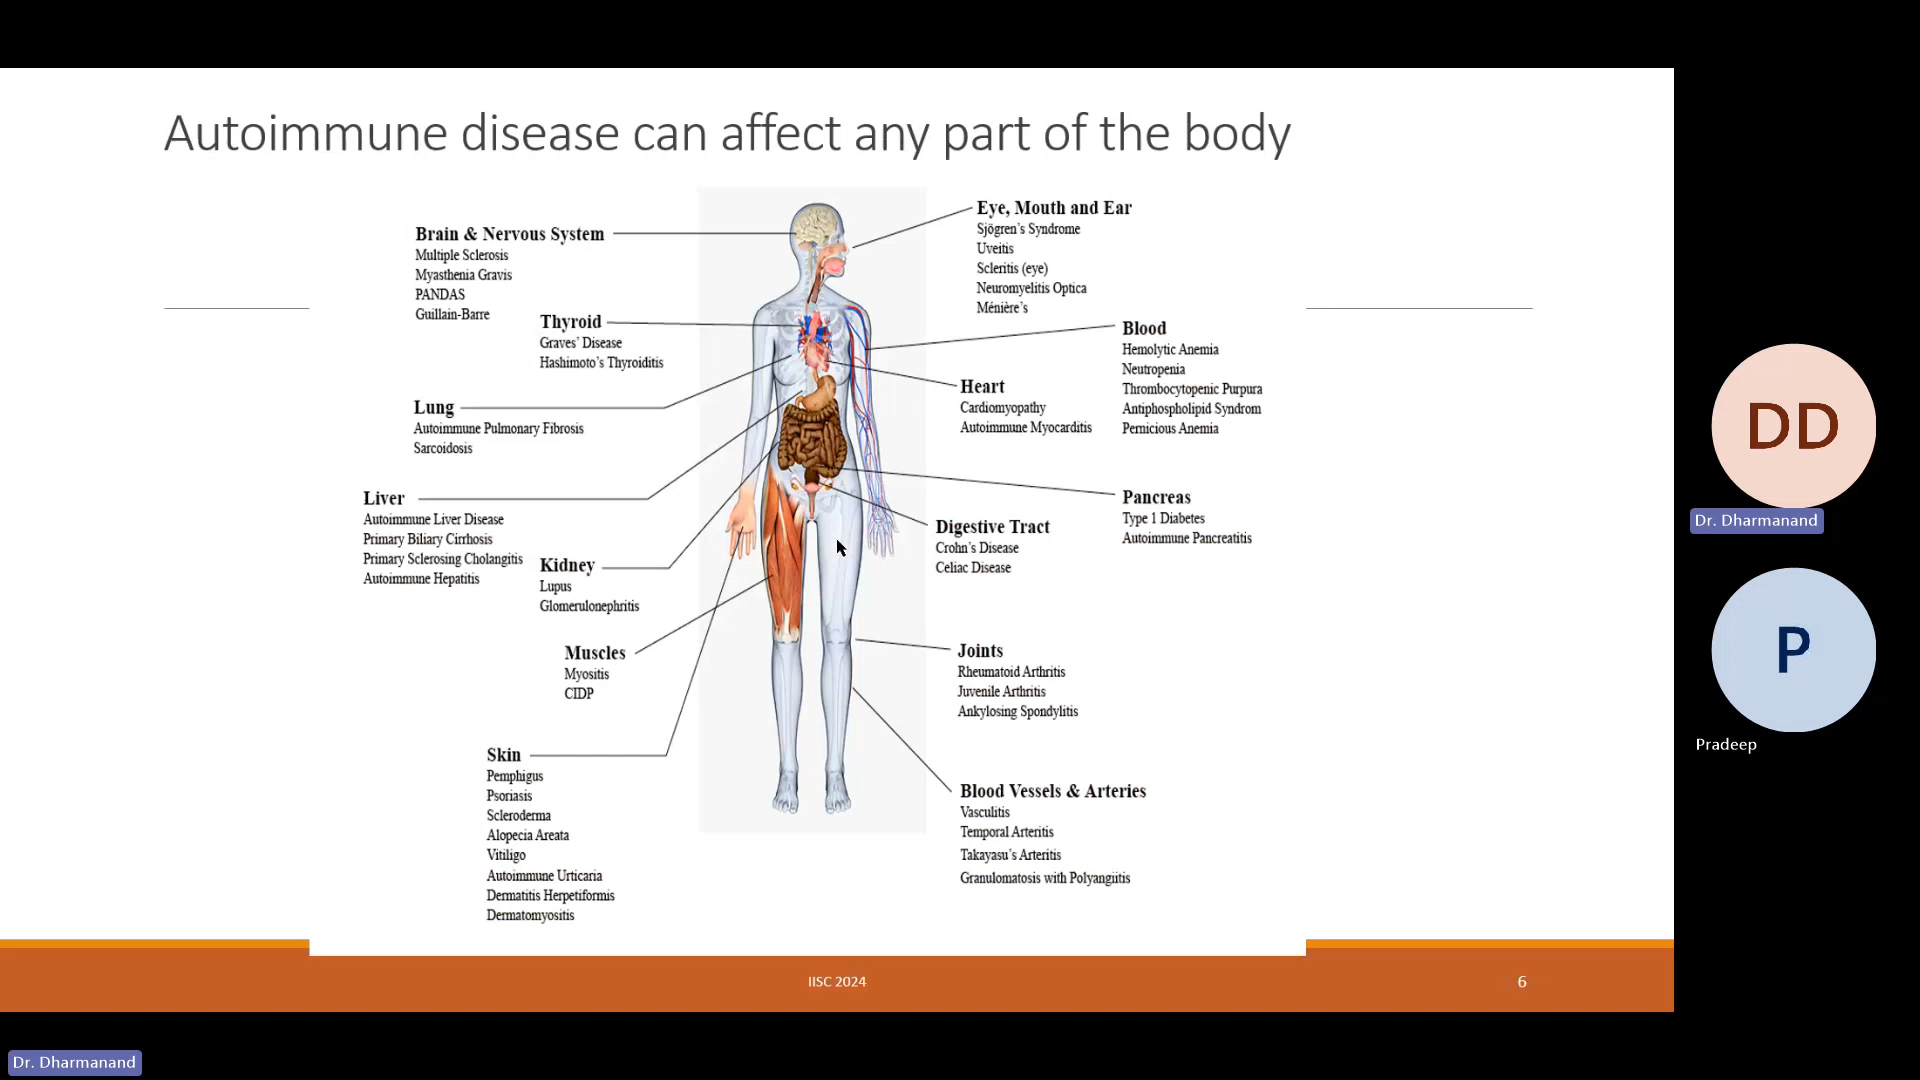 Autoimmune disease can affect any part of the body
Brain & Nervous System
Multiple Sclerosis
Myasthenia Gravis
PANDAS
Guillain-Barre
Thyroid
Graves’ Disease
Hashimoto’s Thyroiditis
Lung
Autoimmune Pulmonary Fibrosis
Sarcoidosis
Liver
Autoimmune Liver Disease
Primary Biliary Cirrhosis
Primary Sclerosing Cholangitis
Autoimmune Hepatitis
Kidney
Lupus
Glomerulonephritis
Muscles
Myositis
CIDP
Skin
Pemphigus
Psoriasis
Scleroderma
Alopecia Areata
Vitiligo
Autoimmune Urticaria
Dermatitis Herpetiformis
Dermatomyositis
Eye, Mouth and Ear
Sjögren’s Syndrome
Uveitis
Scleritis (eye)
Neuromyelitis Optica
Ménière’s
Blood
Hemolytic Anemia
Neutropenia
Thrombocytopenic Purpura
Antiphospholipid Syndrom
Pernicious Anemia
Heart
Cardiomyopathy
Autoimmune Myocarditis
Pancreas
Type 1 Diabetes
Autoimmune Pancreatitis
Digestive Tract
Crohn’s Disease
Celiac Disease
Joints
Rheumatoid Arthritis
Juvenile Arthritis
Ankylosing Spondylitis
Blood Vessels & Arteries
Vasculitis
Temporal Arteritis
Takayasu’s Arteritis
Granulomatosis with Polyangiitis
IISC 2024
6
DD
Dr. Dharmanand
P
Pradeep
Dr. Dharmanand